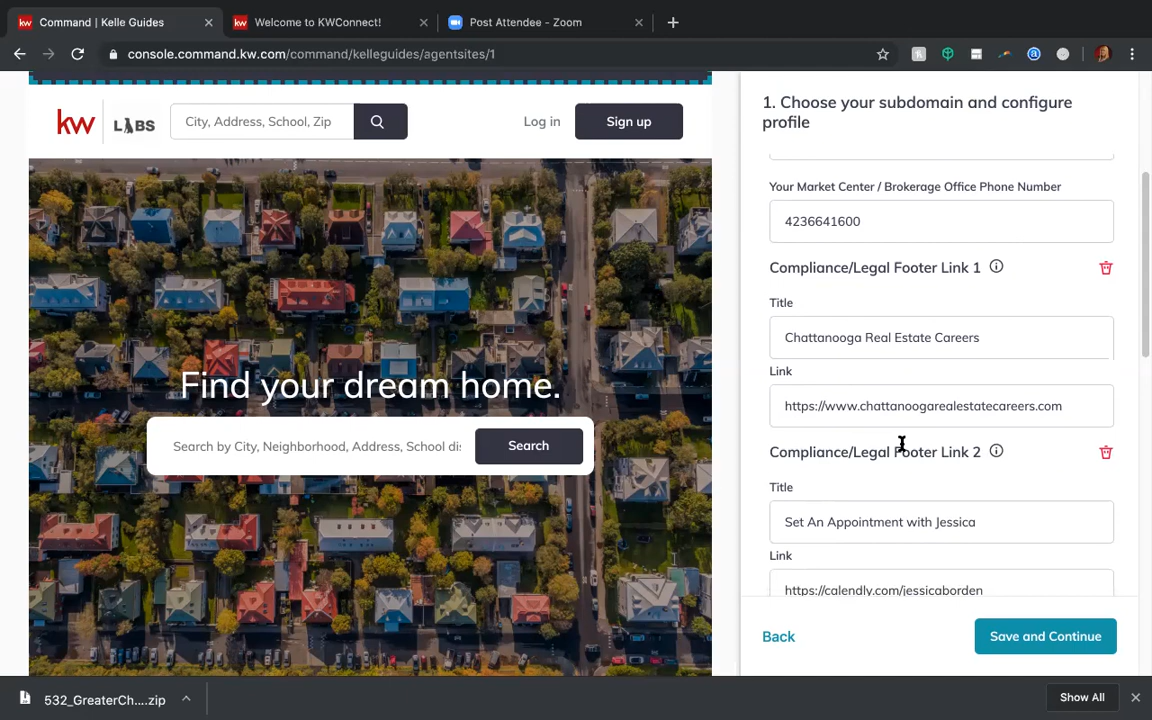 Command | Kelle Guides
Welcome to KWConnect!
Post Attendee - Zoom
console.command.kw.com/command/kelleguides/agentsites/1
kw LABS
City, Address, School, Zip
Log in
Sign up
Find your dream home.
Search by City, Neighborhood, Address, School dis
Search
1. Choose your subdomain and configure
profile
Your Market Center / Brokerage Office Phone Number
4236641600
Compliance/Legal Footer Link 1
Title
Chattanooga Real Estate Careers
Link
https://www.chattanoogarealestatecareers.com
Compliance/Legal Footer Link 2
Title
Set An Appointment with Jessica
Link
https://calendly.com/jessicaborden
Back
Save and Continue
532_GreaterCh....zip
Show All